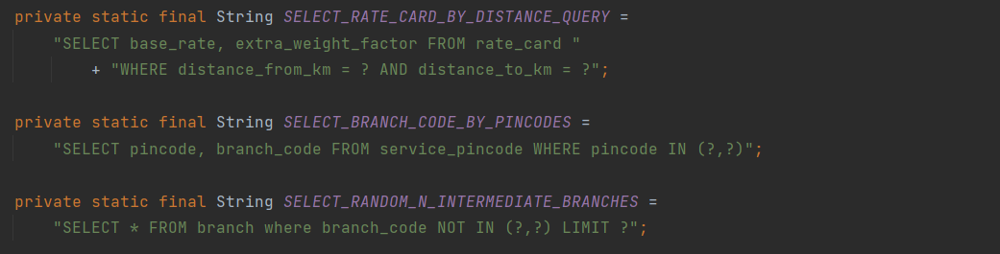 private static final String SELECT_RATE_CARD_BY_DISTANCE_QUERY =
"SELECT base_rate, extra_weight_factor FROM rate_card "
+ "WHERE distance_from_km = ? AND distance_to_km = ?";
private static final String SELECT_BRANCH_CODE_BY_PINCODES =
"SELECT pincode, branch_code FROM service_pincode WHERE pincode IN (?,?)";
private static final String SELECT_RANDOM_N_INTERMEDIATE_BRANCHES =
"SELECT * FROM branch where branch_code NOT IN (?,?) LIMIT ?";